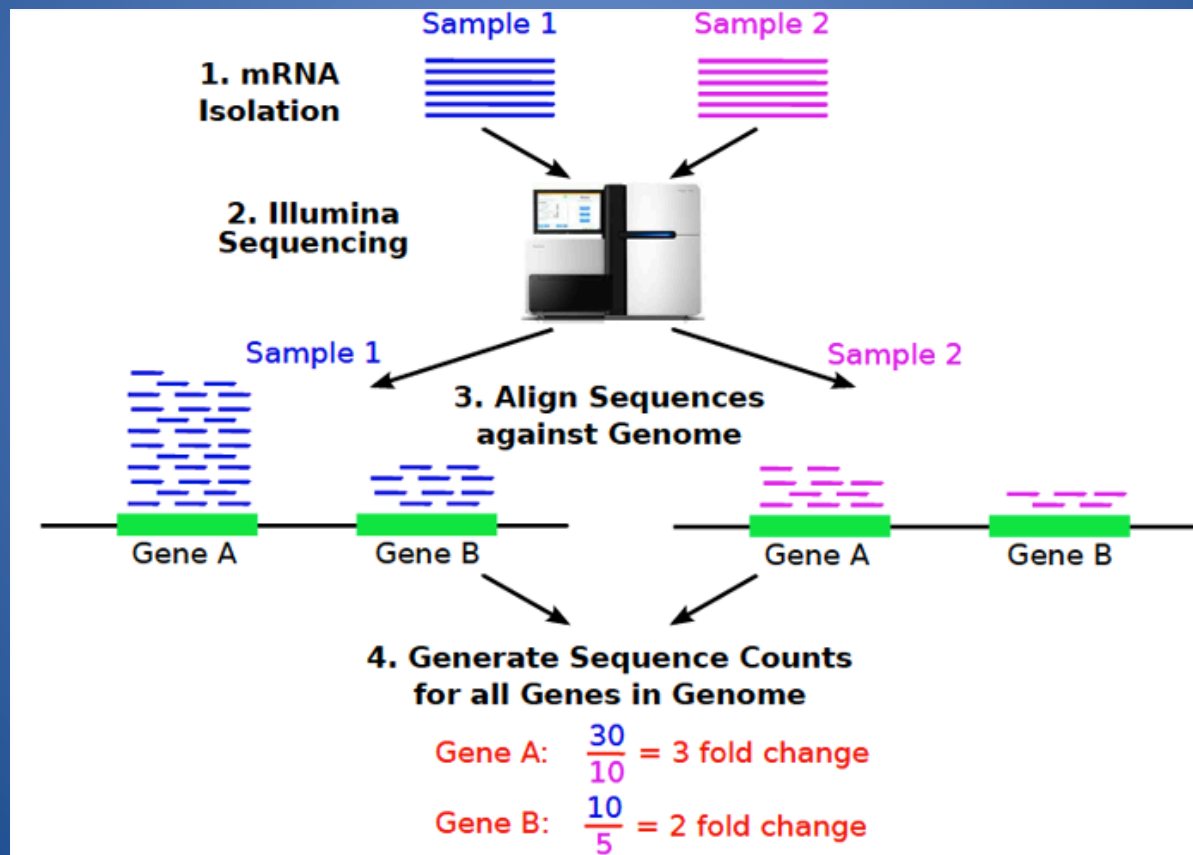 Sample 1
Sample 2
1. mRNA
Isolation
2. Illumina
Sequencing
Sample 1
Sample 2
3. Align Sequences
against Genome
Gene A
Gene B
Gene A
Gene B
4. Generate Sequence Counts
for all Genes in Genome
Gene A: 30/10 = 3 fold change
Gene B: 10/5 = 2 fold change